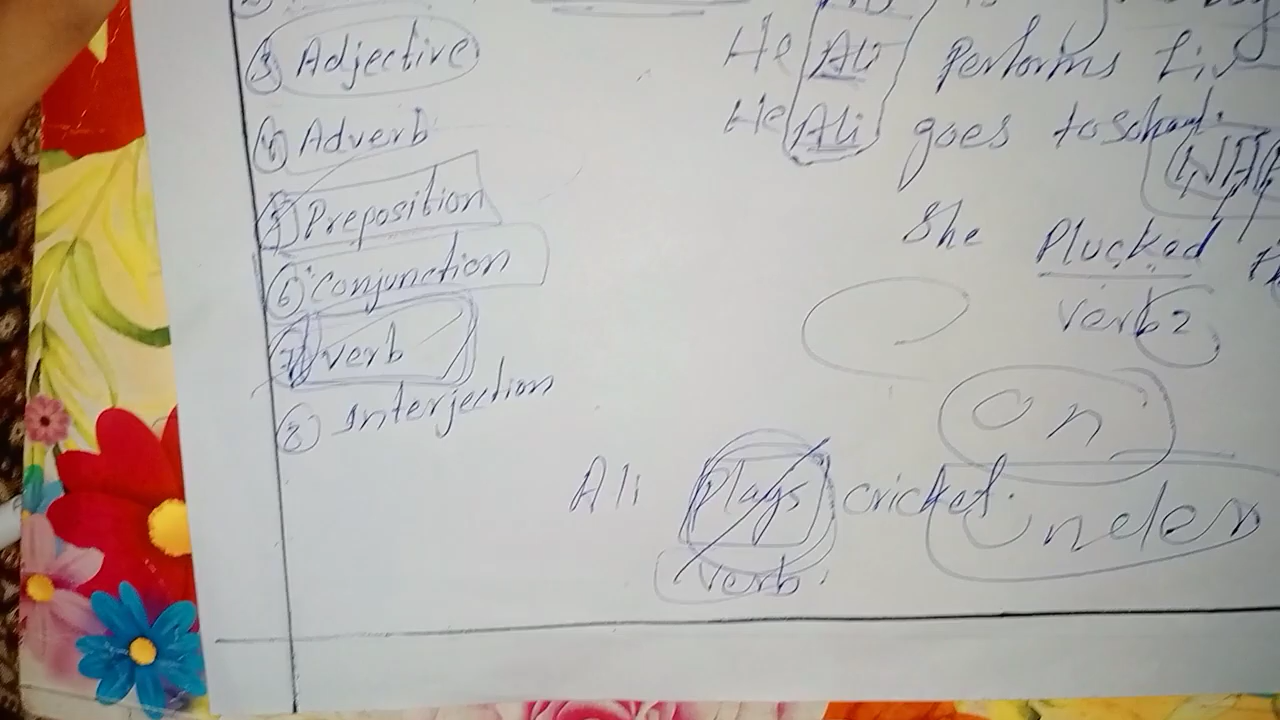 ③ Adjective
④ Adverb
⑤ Preposition
⑥ Conjunction
⑦ verb
⑧ Interjection
He Ali Performs
He Ali goes to school.
She Plucked
Verb 2
on
Ali Plays cricket.
under
verb